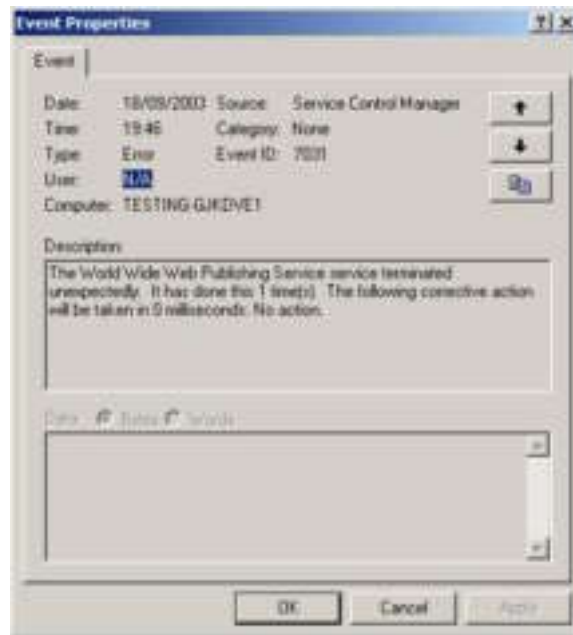 Event Properties
Event
Date: 18/09/2003 Source: Service Control Manager
Time: 19:46 Category: None
Type: Error Event ID: 7031
User: N/A
Computer: TESTING-GJKDVE1
Description:
The World Wide Web Publishing Service service terminated
unexpectedly. It has done this 1 time(s). The following corrective action
will be taken in 0 milliseconds: No action.
Data: Bytes Words
OK Cancel Apply